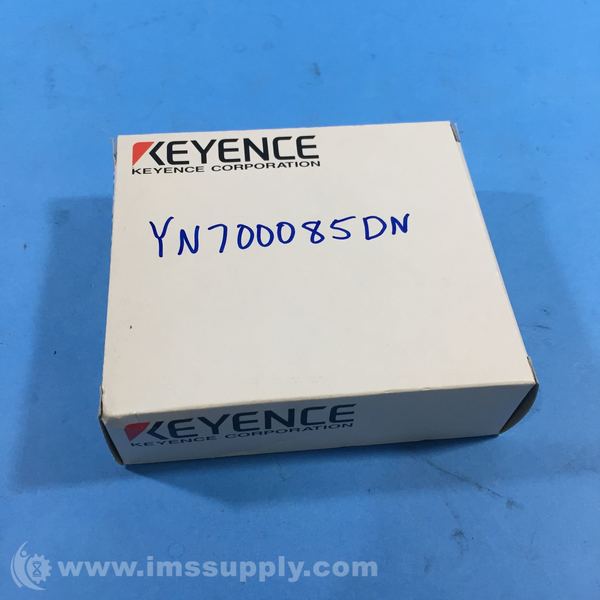 KEYENCE
KEYENCE CORPORATION
YN700085DN
KEYENCE
KEYENCE CORPORATION
www.imssupply.com